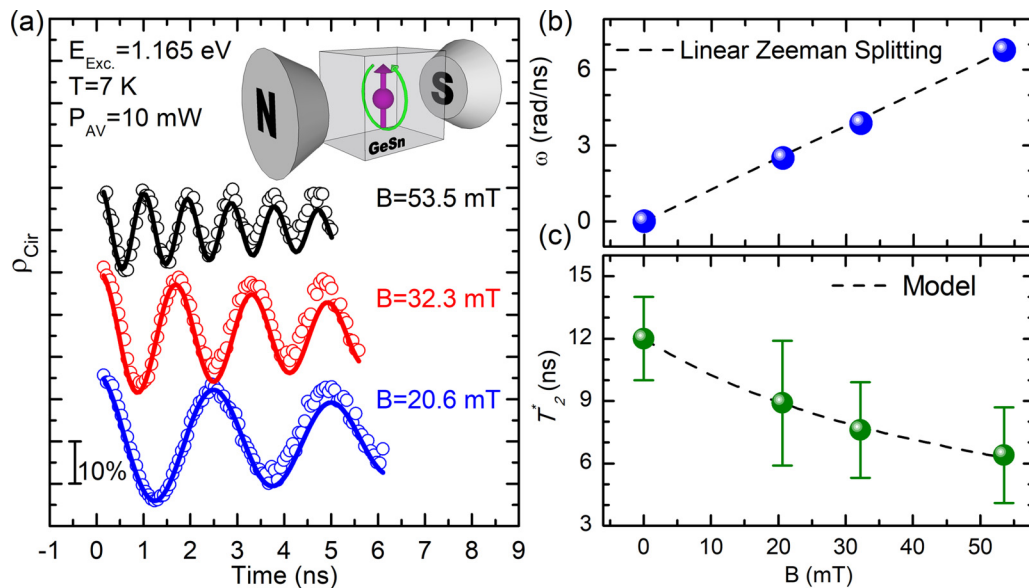 (a)
E_Exc.=1.165 eV
T=7 K
P_AV=10 mW
N
S
GeSn
B=53.5 mT
B=32.3 mT
B=20.6 mT
10%
ρ_Cir
-1 0 1 2 3 4 5 6 7 8 9
Time (ns)
(b)
Linear Zeeman Splitting
6
3
0
ω (rad/ns)
(c)
Model
15
12
9
6
3
T*_2 (ns)
0 10 20 30 40 50
B (mT)